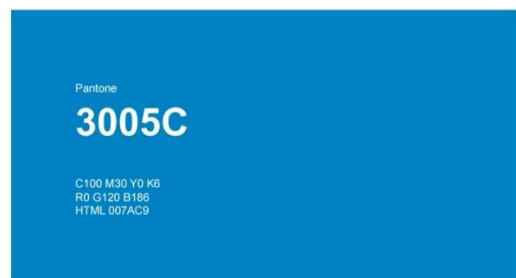 Pantone
3005C
C100 M30 Y0 K6
R0 G120 B186
HTML 007AC9